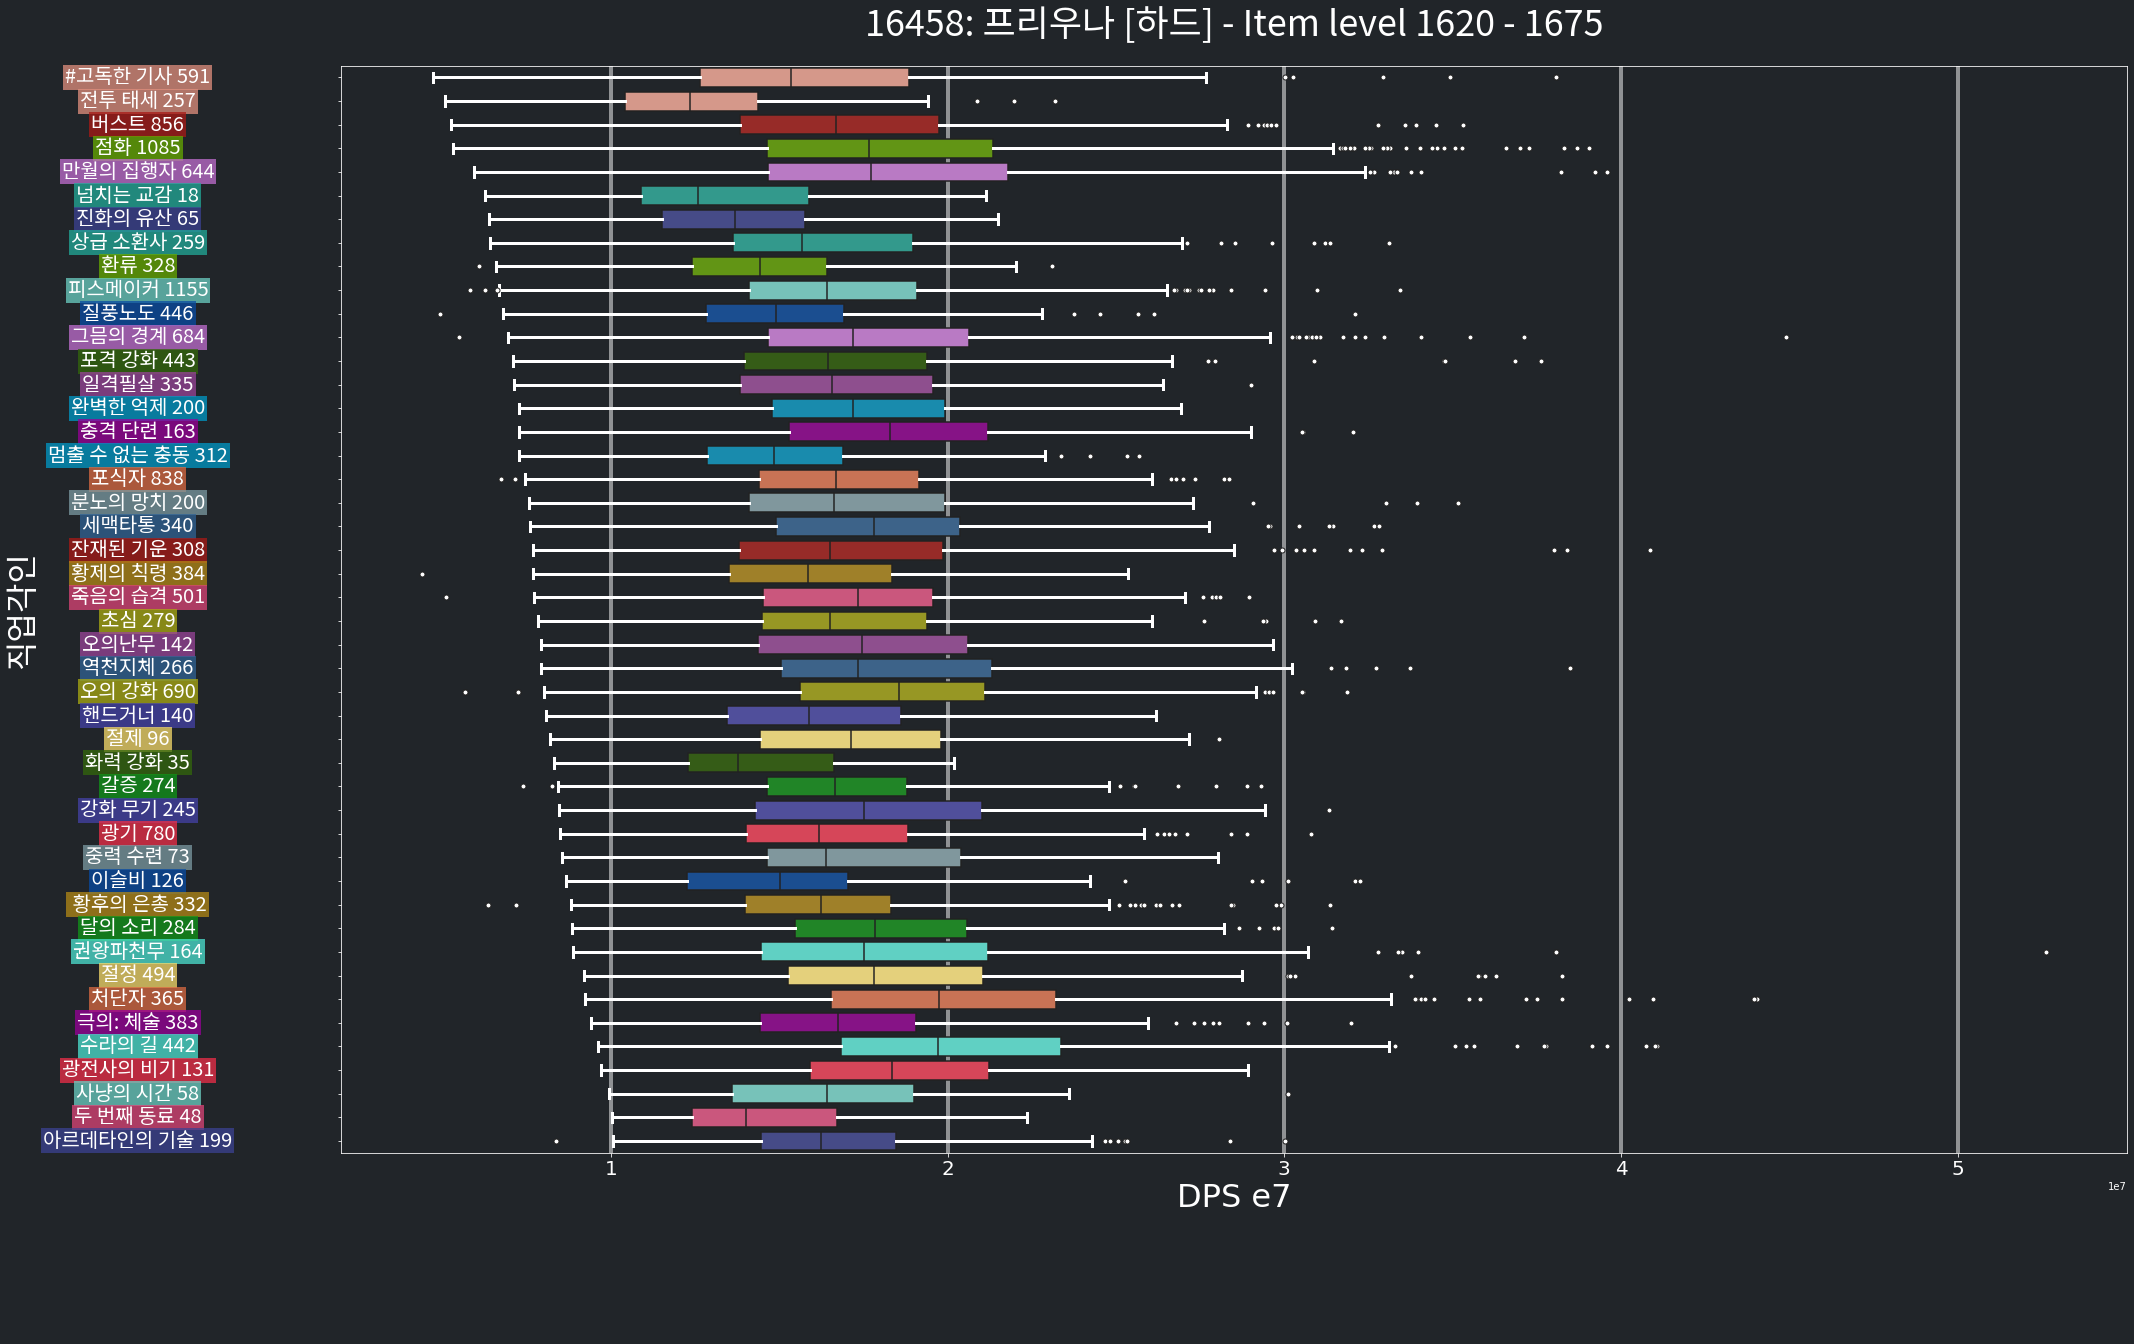 16458: 프리우나 [하드] - Item level 1620 - 1675
직업각인
#고독한 기사 591
전투 태세 257
버스트 856
점화 1085
만월의 집행자 644
넘치는 교감 18
진화의 유산 65
상급 소환사 259
환류 328
피스메이커 1155
질풍노도 446
그믐의 경계 684
포격 강화 443
일격필살 335
완벽한 억제 200
충격 단련 163
멈출 수 없는 충동 312
포식자 838
분노의 망치 200
세맥타통 340
잔재된 기운 308
황제의 칙령 384
죽음의 습격 501
초심 279
오의난무 142
역천지체 266
오의 강화 690
핸드거너 140
절제 96
화력 강화 35
갈증 274
강화 무기 245
광기 780
중력 수련 73
이슬비 126
황후의 은총 332
달의 소리 284
권왕파천무 164
절정 494
처단자 365
극의: 체술 383
수라의 길 442
광전사의 비기 131
사냥의 시간 58
두 번째 동료 48
아르데타인의 기술 199
1 2 3 4 5
DPS e7
1e7